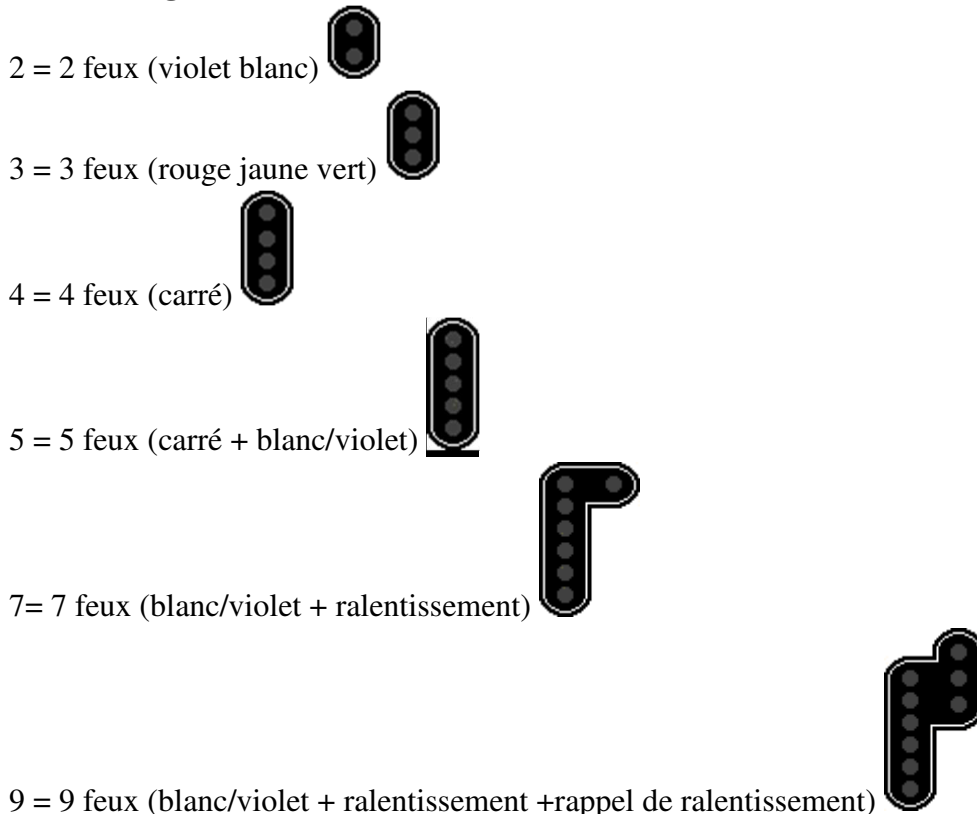 2 = 2 feux (violet blanc)
3 = 3 feux (rouge jaune vert)
4 = 4 feux (carré)
5 = 5 feux (carré + blanc/violet)
7= 7 feux (blanc/violet + ralentissement)
9 = 9 feux (blanc/violet + ralentissement +rappel de ralentissement)